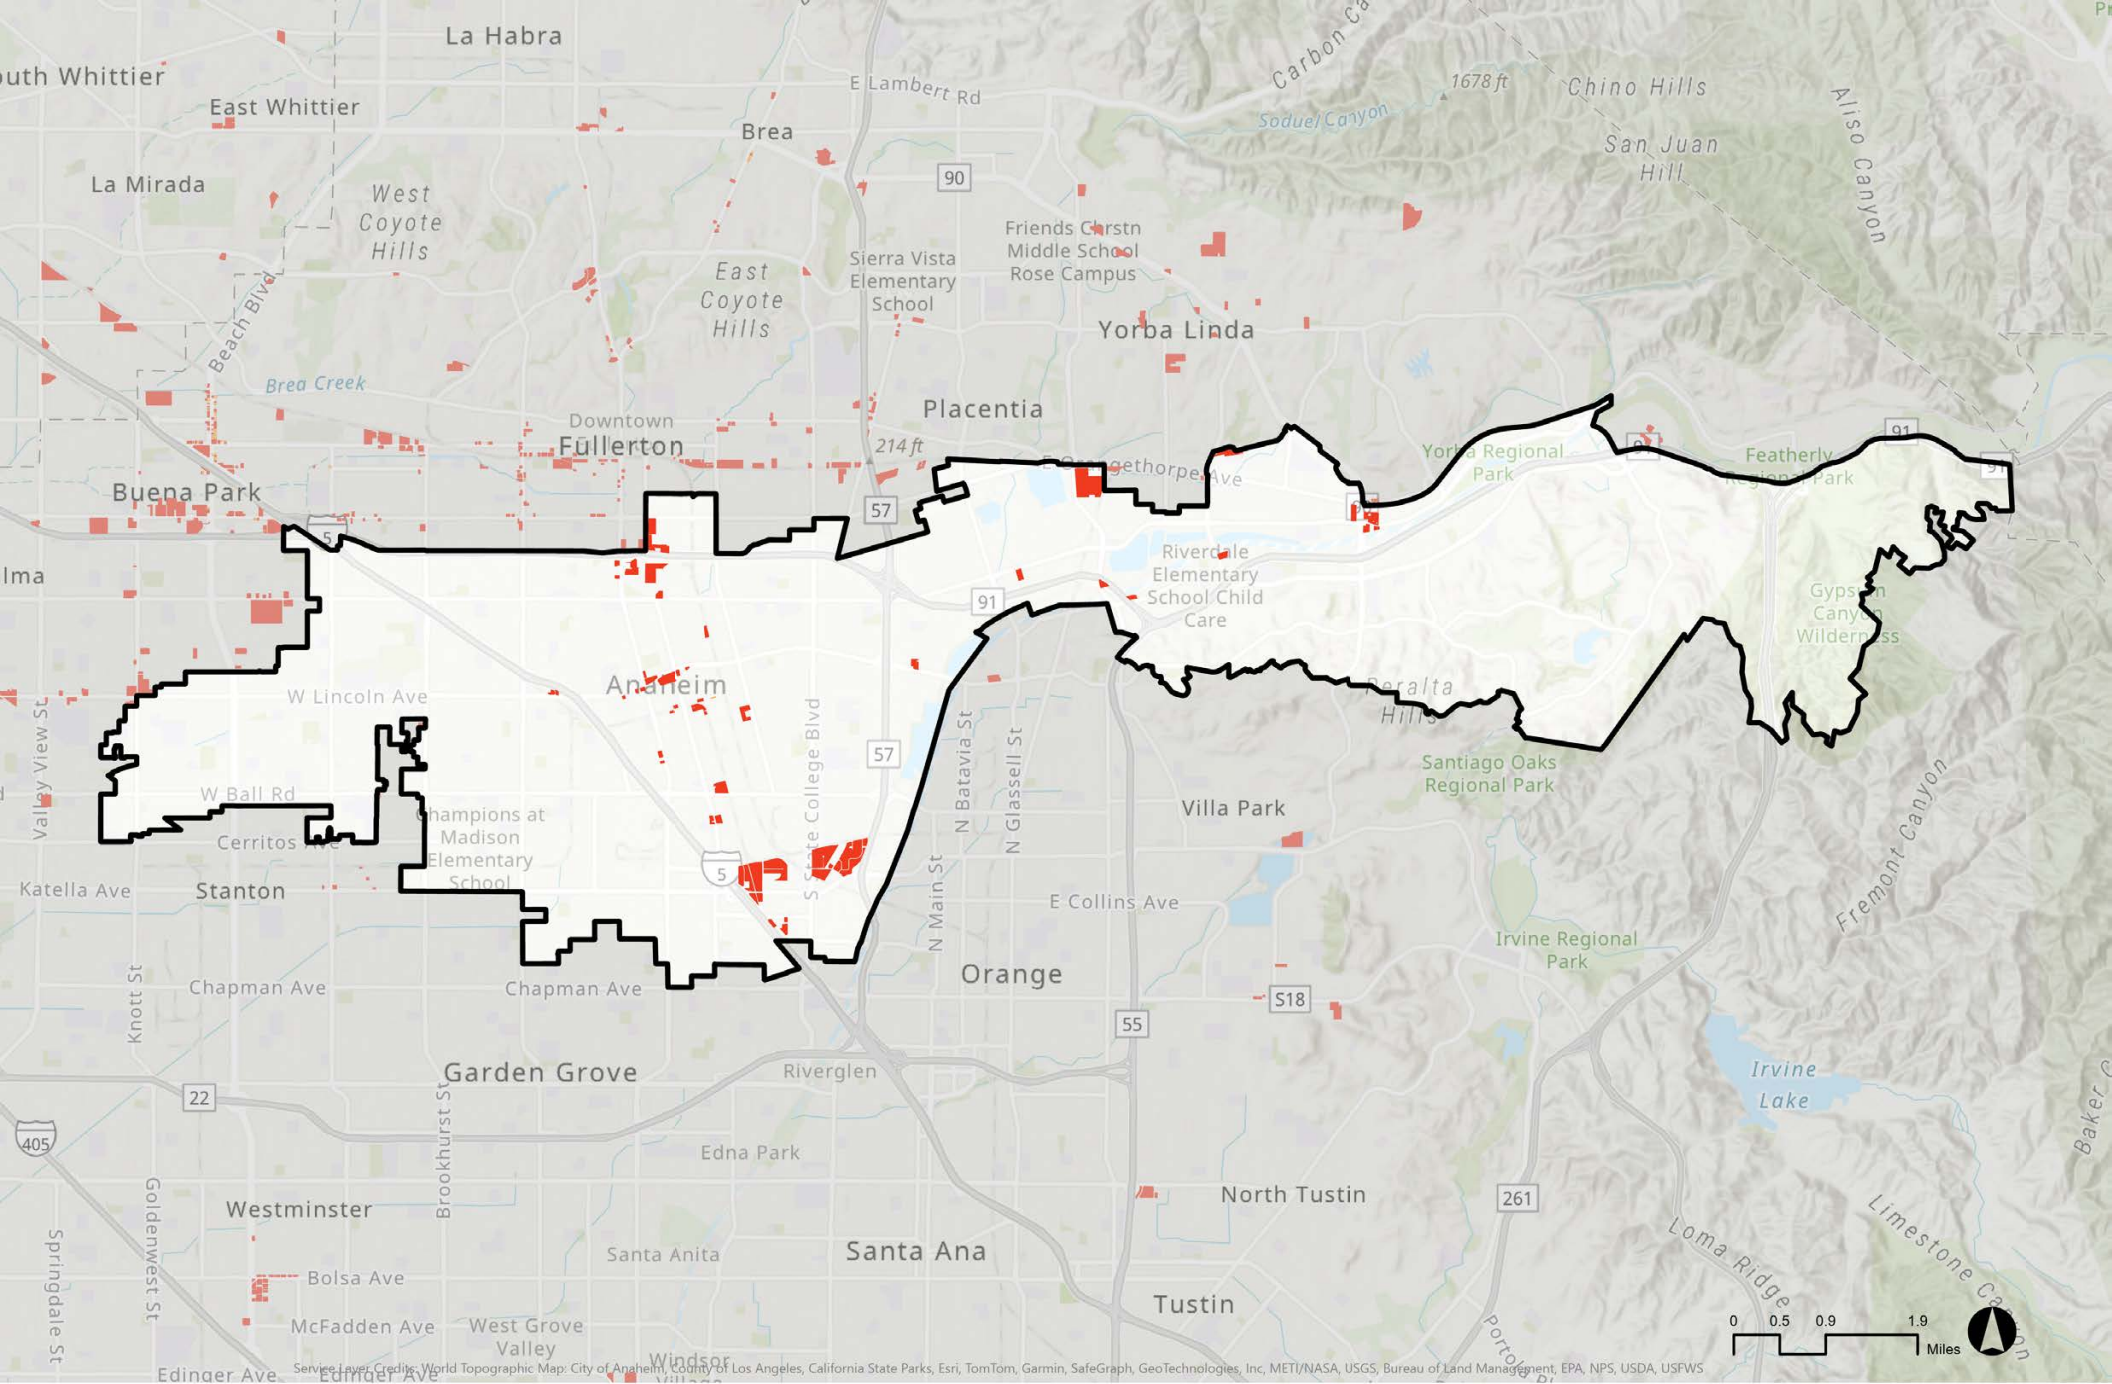 La Habra
outh Whittier
East Whittier
E Lambert Rd
Carbon Ca
1678 ft
Chino Hills
Soduel Canyon
Aliso Canyon
Brea
San Juan
Hill
La Mirada
90
West
Coyote
Hills
Friends Chrstn
Middle School
Rose Campus
Sierra Vista
Elementary
School
East
Coyote
Hills
Beach Blvd
Yorba Linda
Brea Creek
Placentia
Downtown
Fullerton
214 ft
E Orangethorpe Ave
Yorba Regional
Park
91
91
Featherly
Regional Park
91
Buena Park
57
5
lma
Riverdale
Elementary
School Child
Care
91
Gypsum
Canyon
Wilderness
Anaheim
W Lincoln Ave
Peralta
Hills
Valley View St
S State College Blvd
N Batavia St
N Glassell St
57
Santiago Oaks
Regional Park
W Ball Rd
Villa Park
Champions at
Madison
Elementary
School
Cerritos Ave
Fremont Canyon
5
Katella Ave
Stanton
N Main St
E Collins Ave
Irvine Regional
Park
Knott St
Chapman Ave
Chapman Ave
Orange
S18
55
Garden Grove
Riverglen
Irvine
Lake
22
405
Brookhurst St
Baker C
Edna Park
Goldenwest St
Springdale St
Westminster
North Tustin
261
Limestone Canyon
Loma Ridge
Santa Anita
Santa Ana
Bolsa Ave
Tustin
McFadden Ave
West Grove
Valley
0 0.5 0.9 1.9
Miles
Windsor
Village
Edinger Ave
Edinger Ave
Service Layer Credits: World Topographic Map: City of Anaheim, County of Los Angeles, California State Parks, Esri, TomTom, Garmin, SafeGraph, GeoTechnologies, Inc, METI/NASA, USGS, Bureau of Land Management, EPA, NPS, USDA, USFWS